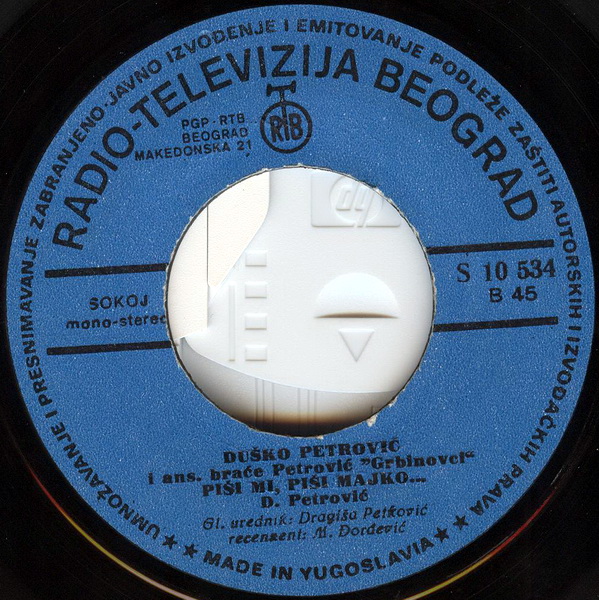 UMNOŽAVANJE I PRESNIMAVANJE ZABRANJENO·JAVNO IZVOĐENJE I EMITOVANJE PODLEŽE ZAŠTITI AUTORSKIH I IZVOĐAČKIH PRAVA
RADIO-TELEVIZIJA BEOGRAD
PGP - RTB
BEOGRAD
MAKEDONSKA 21
RTB
hp
S 10 534
B 45
SOKOJ
mono-stereo
DUŠKO PETROVIĆ
i ans. braće Petrović "Grbinovci"
PIŠI MI, PIŠI MAJKO...
D. Petrović
Gl. urednik: Dragiša Petković
recenzent: M. Đorđević
★★ MADE IN YUGOSLAVIA ★★